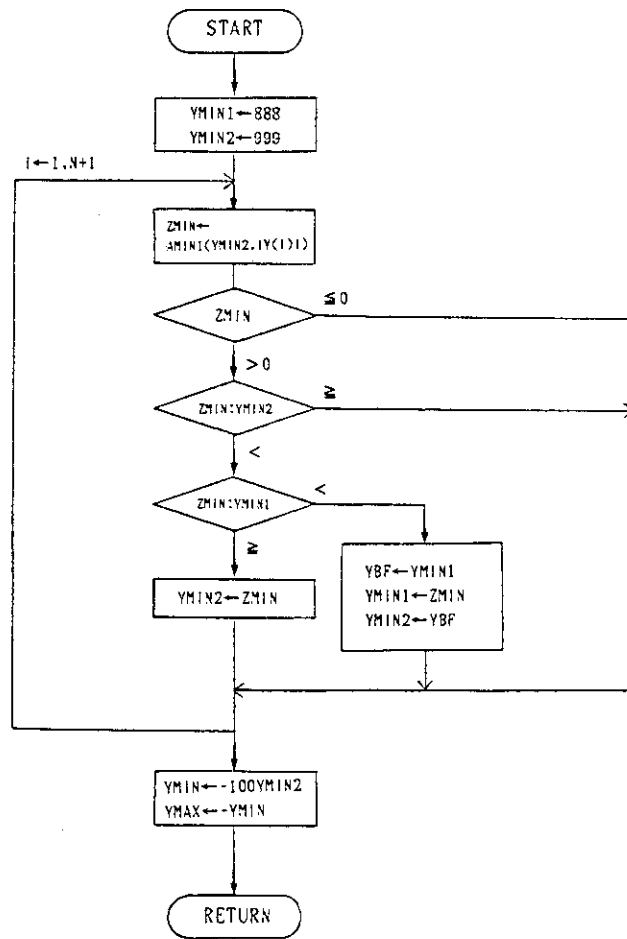 START
YMIN1←888
YMIN2←999
i←1,N+1
ZMIN←
AMIN1(YMIN2,|Y(I)|)
≦0
ZMIN
>0
≧
ZMIN:YMIN2
<
<
ZMIN:YMIN1
≧
YBF←YMIN1
YMIN1←ZMIN
YMIN2←YBF
YMIN2←ZMIN
YMIN←-100YMIN2
YMAX←-YMIN
RETURN